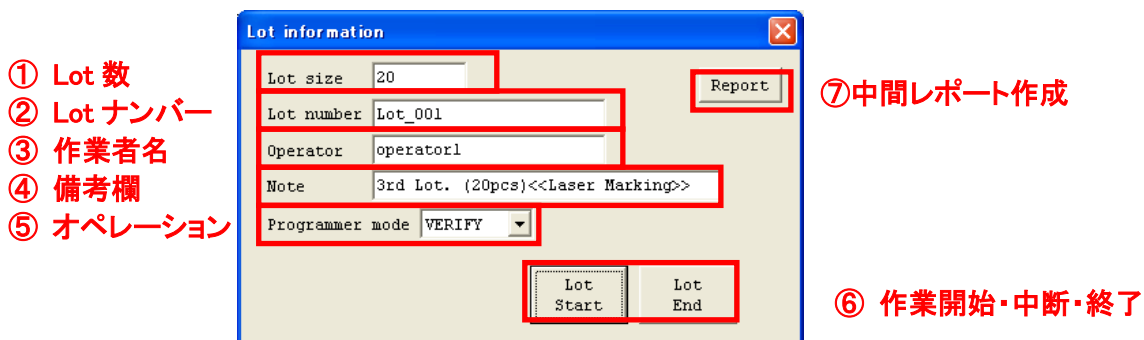 Lot information
① Lot 数
② Lot ナンバー
③ 作業者名
④ 備考欄
⑤ オペレーション
Lot size 20
Lot number Lot_001
Operator operator1
Note 3rd Lot. (20pcs)<<Laser Marking>>
Programmer mode VERIFY
Report
⑦中間レポート作成
Lot Start
Lot End
⑥ 作業開始・中断・終了